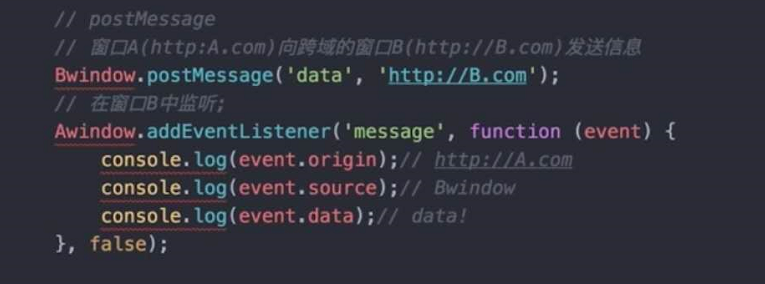 // postMessage
// 窗口A(http:A.com)向跨域的窗口B(http://B.com)发送信息
Bwindow.postMessage('data', 'http://B.com');
// 在窗口B中监听;
Awindow.addEventListener('message', function (event) {
console.log(event.origin);// http://A.com
console.log(event.source);// Bwindow
console.log(event.data);// data!
}, false);